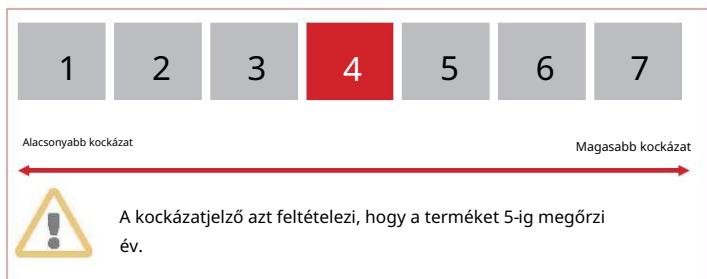 1 2 3 4 5 6 7
Alacsonyabb kockázat
Magasabb kockázat
A kockázatjelző azt feltételezi, hogy a terméket 5-ig megőrzi
év.